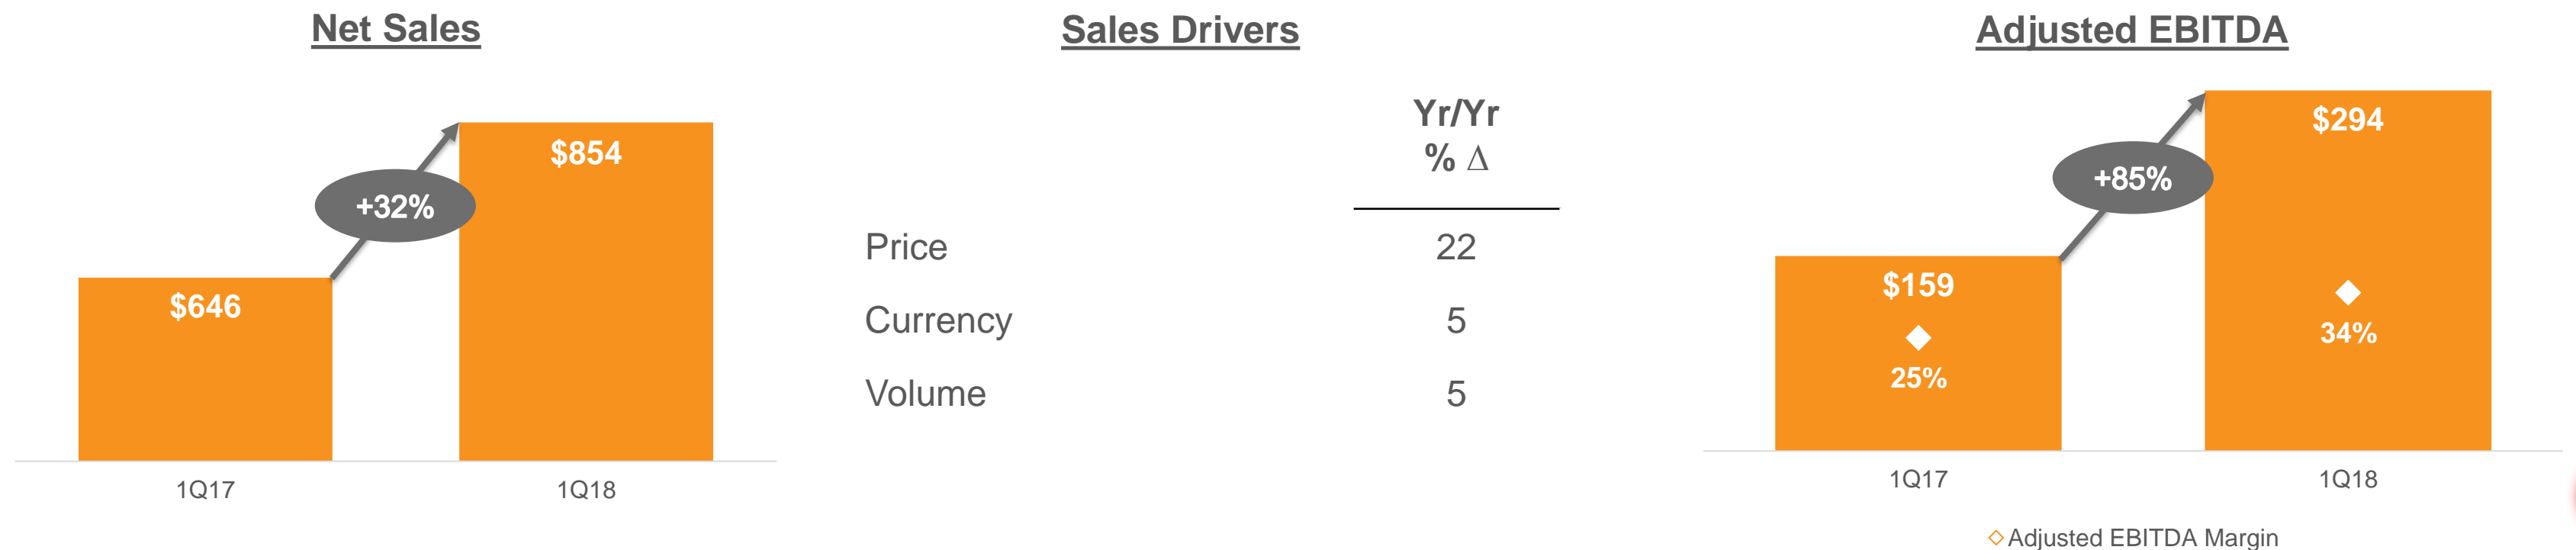 Net Sales
$646
+32%
$854
1Q17
1Q18
Sales Drivers
Yr/Yr
% Δ
Price 22
Currency 5
Volume 5
Adjusted EBITDA
$159
25%
+85%
$294
34%
1Q17
1Q18
Adjusted EBITDA Margin